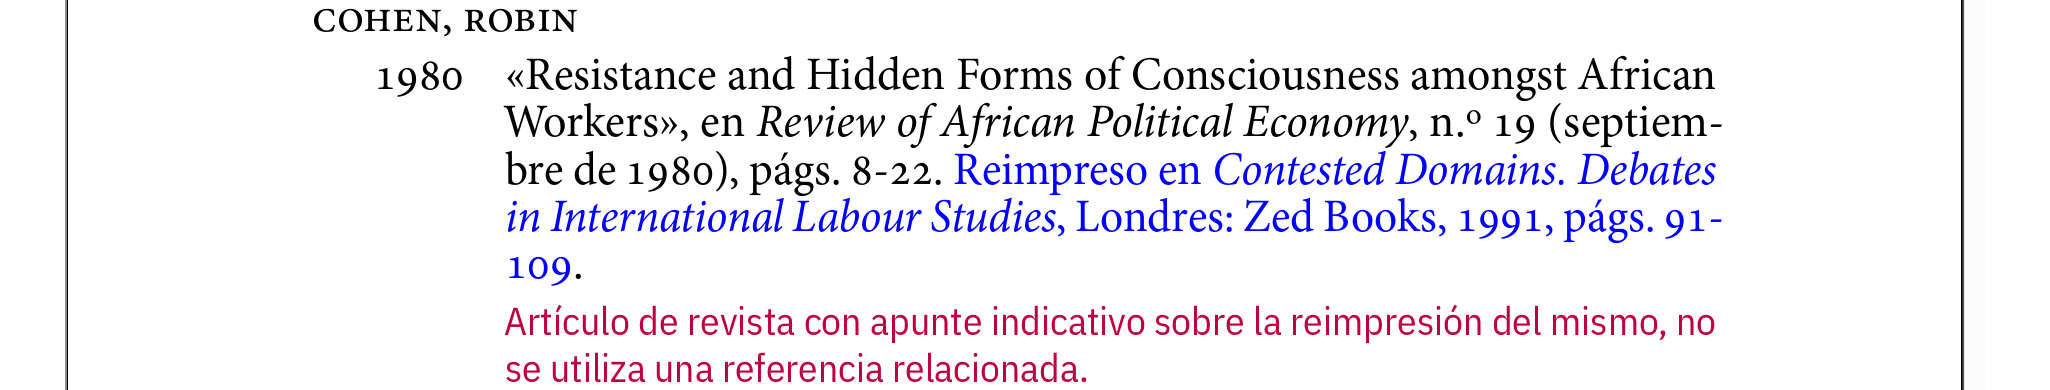 COHEN, ROBIN
1980 «Resistance and Hidden Forms of Consciousness amongst African
Workers», en Review of African Political Economy, n.º 19 (septiem-
bre de 1980), págs. 8-22. Reimpreso en Contested Domains. Debates
in International Labour Studies, Londres: Zed Books, 1991, págs. 91-
109.
Artículo de revista con apunte indicativo sobre la reimpresión del mismo, no
se utiliza una referencia relacionada.